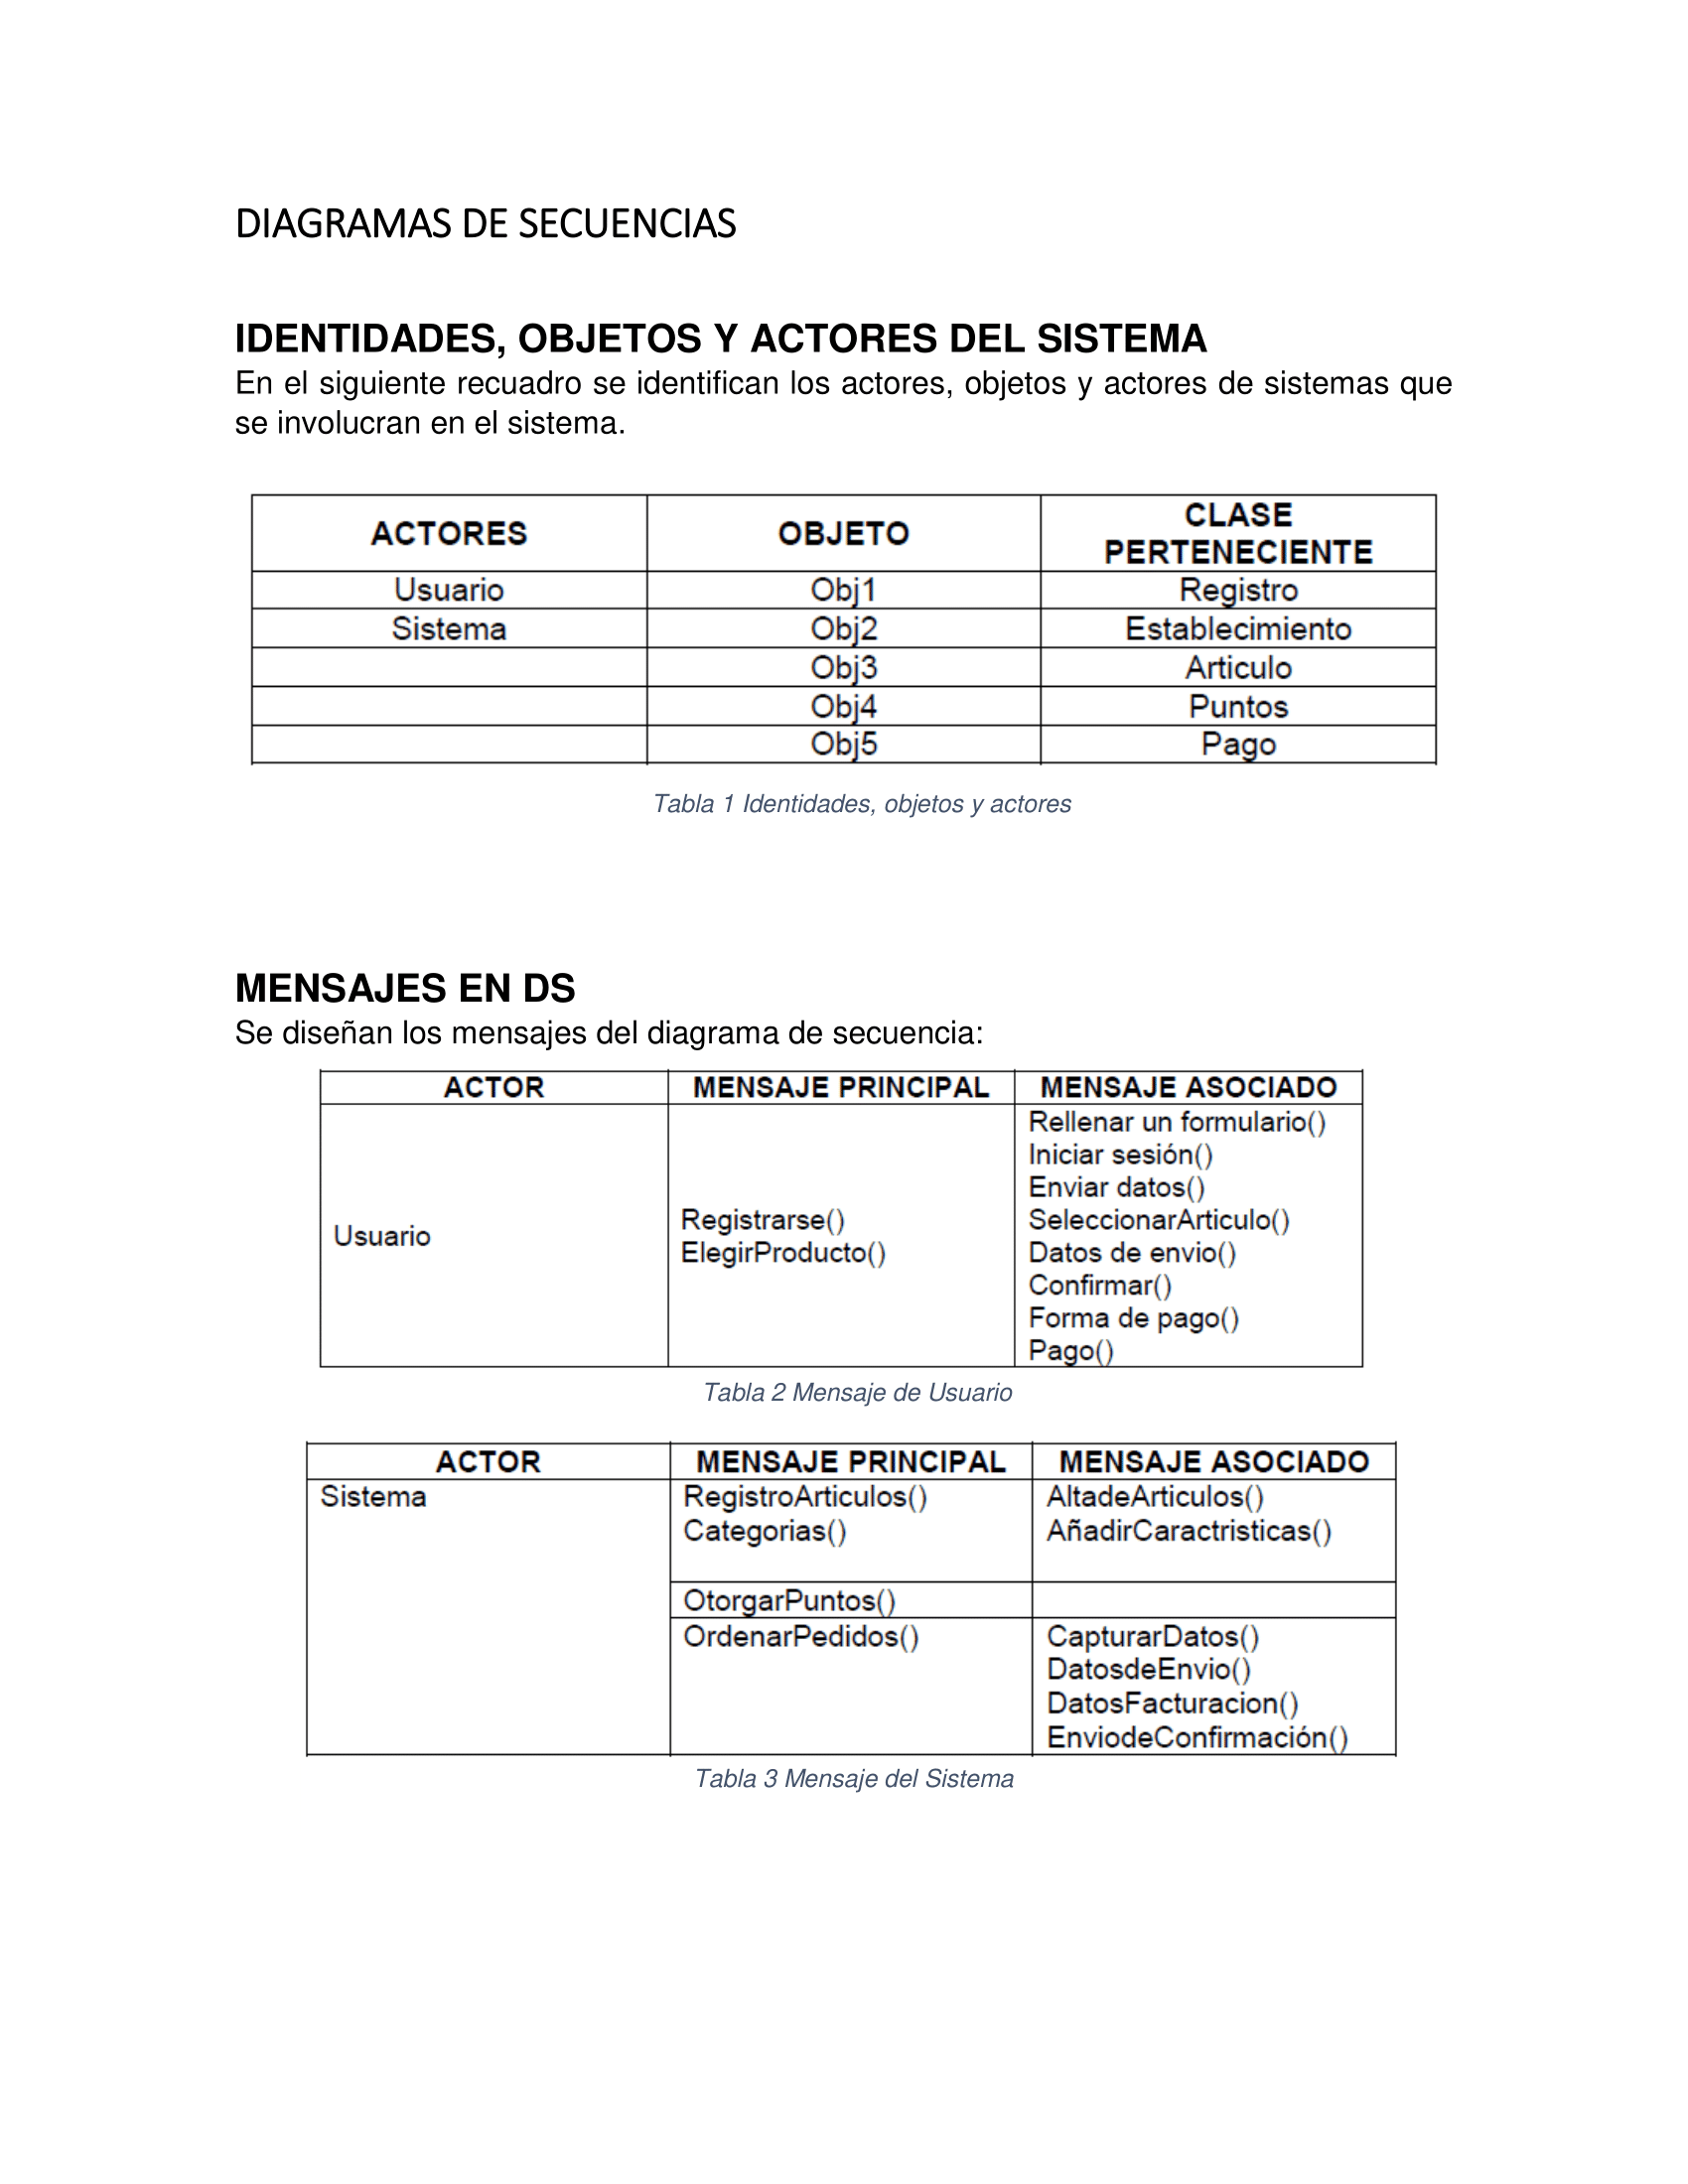 DIAGRAMAS DE SECUENCIAS
IDENTIDADES, OBJETOS Y ACTORES DEL SISTEMA
En el siguiente recuadro se identifican los actores, objetos y actores de sistemas que
se involucran en el sistema.
ACTORES OBJETO CLASE PERTENECIENTE
Usuario Obj1 Registro
Sistema Obj2 Establecimiento
Obj3 Articulo
Obj4 Puntos
Obj5 Pago
Tabla 1 Identidades, objetos y actores
MENSAJES EN DS
Se diseñan los mensajes del diagrama de secuencia:
ACTOR MENSAJE PRINCIPAL MENSAJE ASOCIADO
Usuario
Registrarse()
ElegirProducto()
Rellenar un formulario()
Iniciar sesión()
Enviar datos()
SeleccionarArticulo()
Datos de envio()
Confirmar()
Forma de pago()
Pago()
Tabla 2 Mensaje de Usuario
ACTOR MENSAJE PRINCIPAL MENSAJE ASOCIADO
Sistema RegistroArticulos() AltadeArticulos()
Categorias() AñadirCaractristicas()
OtorgarPuntos()
OrdenarPedidos() CapturarDatos()
DatosdeEnvio()
DatosFacturacion()
EnviodeConfirmación()
Tabla 3 Mensaje del Sistema